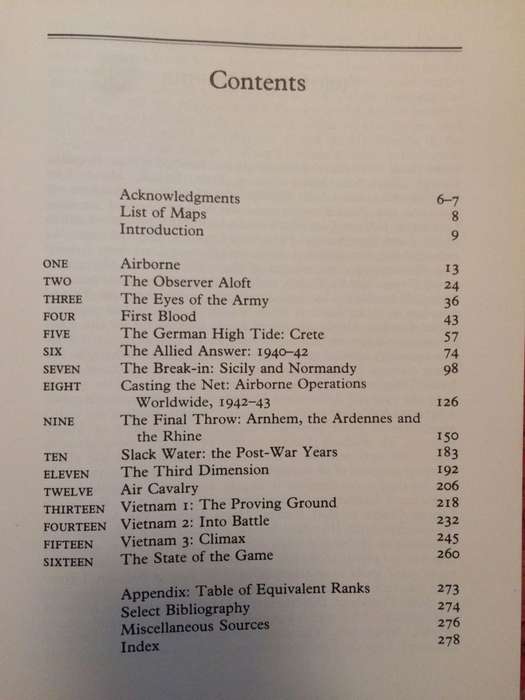 Contents
Acknowledgments 6–7
List of Maps 8
Introduction 9
ONE Airborne 13
TWO The Observer Aloft 24
THREE The Eyes of the Army 36
FOUR First Blood 43
FIVE The German High Tide: Crete 57
SIX The Allied Answer: 1940–42 74
SEVEN The Break-in: Sicily and Normandy 98
EIGHT Casting the Net: Airborne Operations
Worldwide, 1942–43 126
NINE The Final Throw: Arnhem, the Ardennes and
the Rhine 150
TEN Slack Water: the Post-War Years 183
ELEVEN The Third Dimension 192
TWELVE Air Cavalry 206
THIRTEEN Vietnam 1: The Proving Ground 218
FOURTEEN Vietnam 2: Into Battle 232
FIFTEEN Vietnam 3: Climax 245
SIXTEEN The State of the Game 260
Appendix: Table of Equivalent Ranks 273
Select Bibliography 274
Miscellaneous Sources 276
Index 278